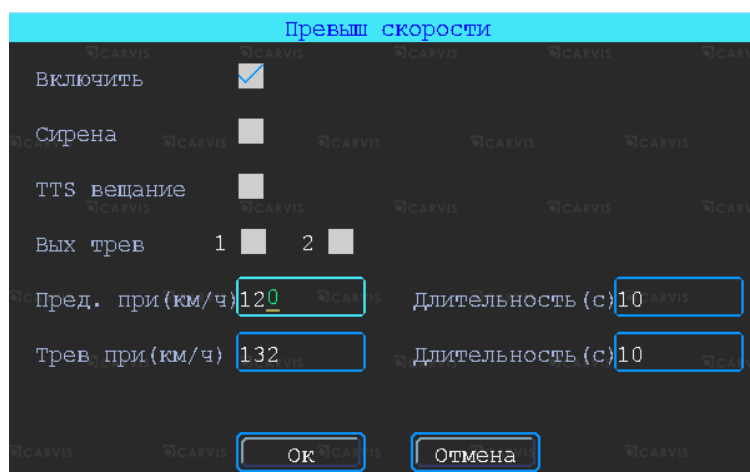 Превыш скорости
Включить
Сирена
TTS вещание
Вых трев 1 2
Пред. при(км/ч) 120 Длительность(с) 10
Трев при(км/ч) 132 Длительность(с) 10
Ок Отмена
CARVIS